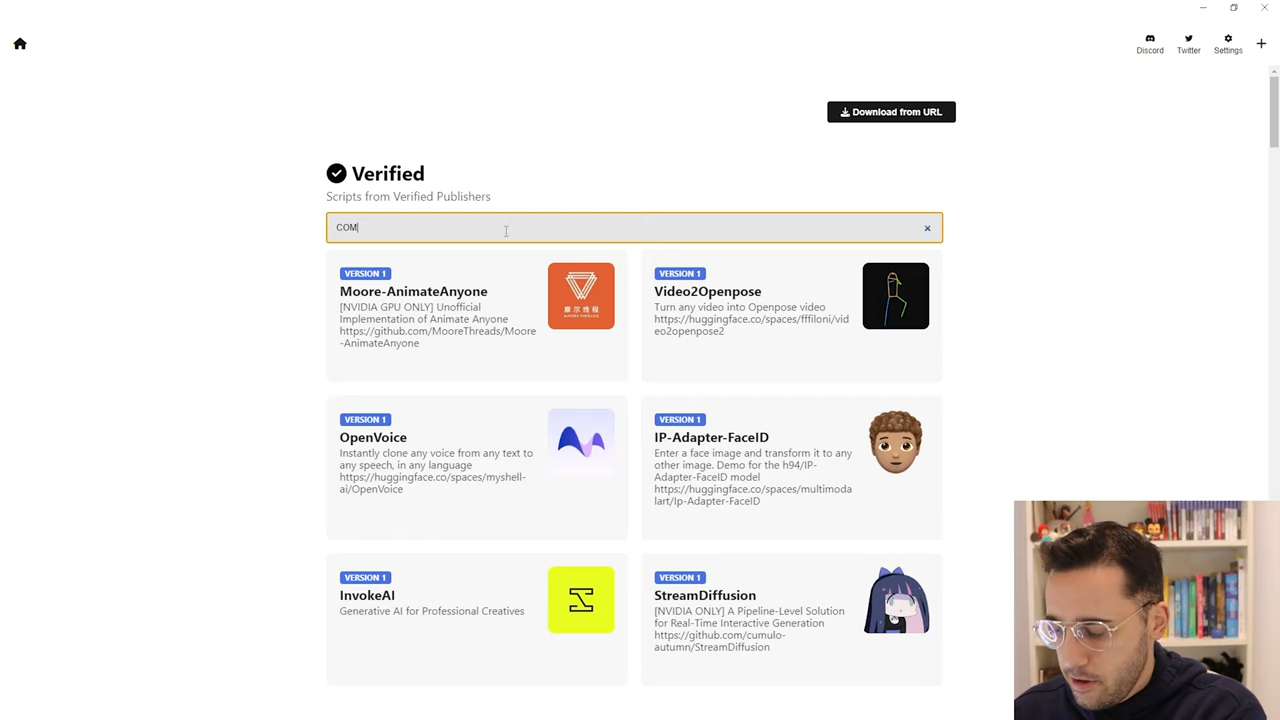 Discord
Twitter
Settings
Download from URL
Verified
Scripts from Verified Publishers
COM
VERSION 1
Moore-AnimateAnyone
[NVIDIA GPU ONLY] Unofficial
Implementation of Animate Anyone
https://github.com/MooreThreads/Moore
-AnimateAnyone
摩尔线程
MOORE THREADS
VERSION 1
Video2Openpose
Turn any video into Openpose video
https://huggingface.co/spaces/fffiloni/vid
eo2openpose2
VERSION 1
OpenVoice
Instantly clone any voice from any text to
any speech, in any language
https://huggingface.co/spaces/myshell-
ai/OpenVoice
VERSION 1
IP-Adapter-FaceID
Enter a face image and transform it to any
other image. Demo for the h94/IP-
Adapter-FaceID model
https://huggingface.co/spaces/multimoda
lart/Ip-Adapter-FaceID
VERSION 1
InvokeAI
Generative AI for Professional Creatives
VERSION 1
StreamDiffusion
[NVIDIA ONLY] A Pipeline-Level Solution
for Real-Time Interactive Generation
https://github.com/cumulo-
autumn/StreamDiffusion